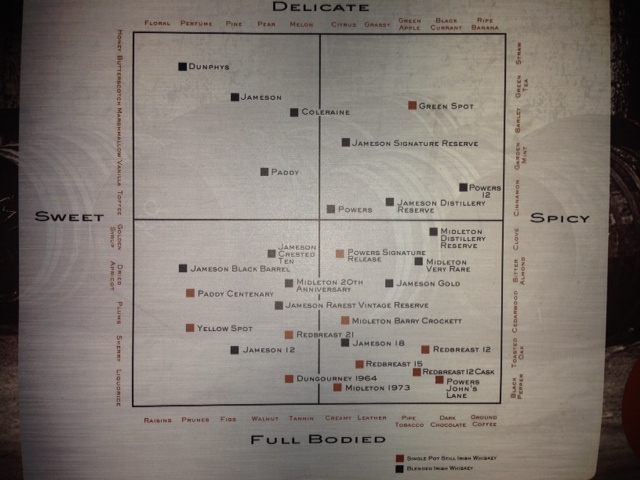 DELICATE
FLORAL PERFUME PINE PEAR MELON CITRUS GRASSY GREEN APPLE BLACK CURRANT RIPE BANANA
HONEY BUTTERSCOTCH MARSHMALLOW VANILLA TOFFEE
STRAW GREEN TEA BARLEY GARDEN MINT CINNAMON
DUNPHYS
JAMESON
COLERAINE
GREEN SPOT
JAMESON SIGNATURE RESERVE
PADDY
POWERS
12
JAMESON DISTILLERY
RESERVE
POWERS
SWEET
SPICY
GOLDEN SYRUP DRIED APRICOT PLUMS SHERRY LIQUORICE
CLOVE BITTER ALMOND CEDARWOOD TOASTED OAK BLACK PEPPER
MIDLETON
DISTILLERY
RESERVE
JAMESON
CRESTED
TEN
POWERS SIGNATURE
RELEASE
MIDLETON
VERY RARE
JAMESON BLACK BARREL
MIDLETON 20TH
ANNIVERSARY
JAMESON GOLD
PADDY CENTENARY
JAMESON RAREST VINTAGE RESERVE
MIDLETON BARRY CROCKETT
YELLOW SPOT
REDBREAST 21
JAMESON 18
JAMESON 12
REDBREAST 12
REDBREAST 15
REDBREAST 12 CASK
DUNGOURNEY 1964
POWERS
JOHN'S
LANE
MIDLETON 1973
RAISINS PRUNES FIGS WALNUT TANNIN CREAMY LEATHER PIPE TOBACCO DARK CHOCOLATE GROUND COFFEE
FULL BODIED
SINGLE POT STILL IRISH WHISKEY
BLENDED IRISH WHISKEY